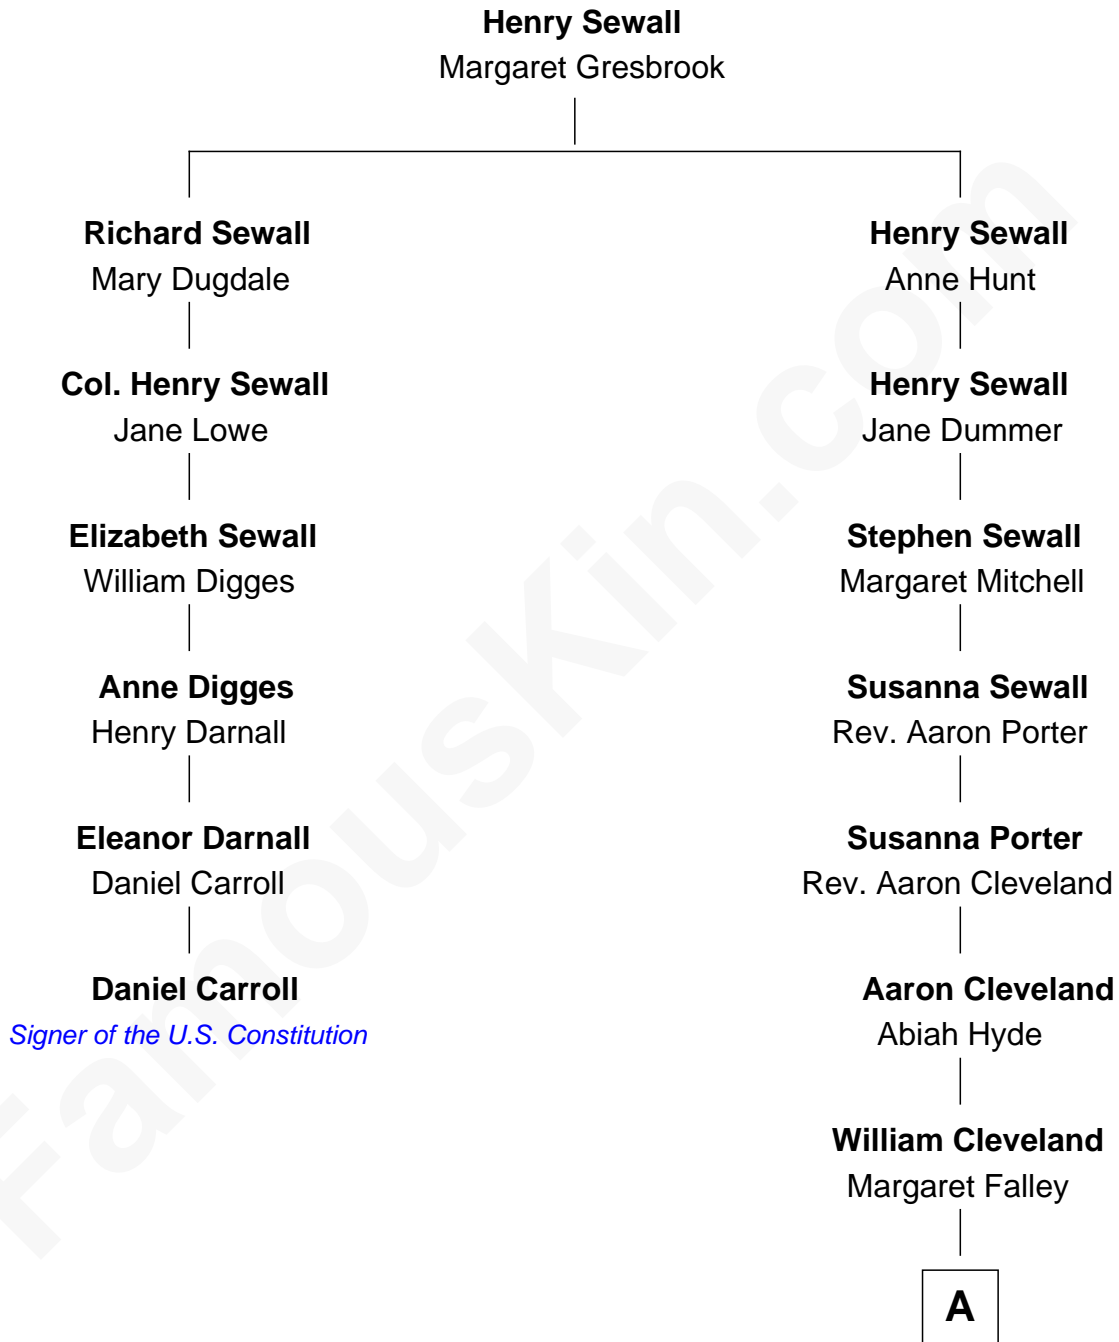 Henry Sewall
Margaret Gresbrook
Richard Sewall
Mary Dugdale
Henry Sewall
Anne Hunt
Col. Henry Sewall
Jane Lowe
Henry Sewall
Jane Dummer
Elizabeth Sewall
William Digges
Stephen Sewall
Margaret Mitchell
Anne Digges
Henry Darnall
Susanna Sewall
Rev. Aaron Porter
Eleanor Darnall
Daniel Carroll
Susanna Porter
Rev. Aaron Cleveland
Daniel Carroll
Signer of the U.S. Constitution
Aaron Cleveland
Abiah Hyde
William Cleveland
Margaret Falley
A
FamousKin.com